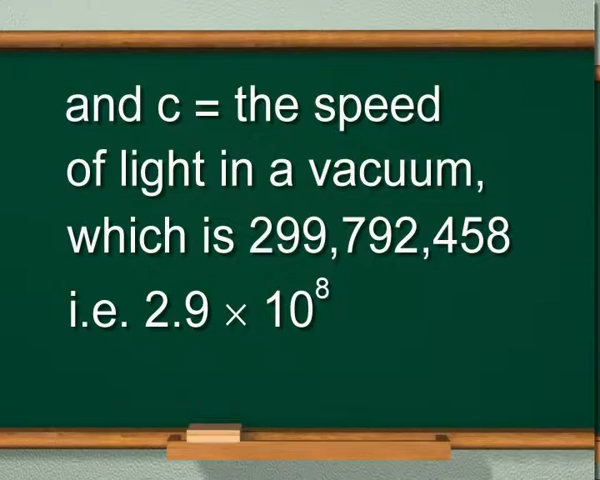 and c = the speed
of light in a vacuum,
which is 299,792,458
i.e. 2.9 × 10⁸